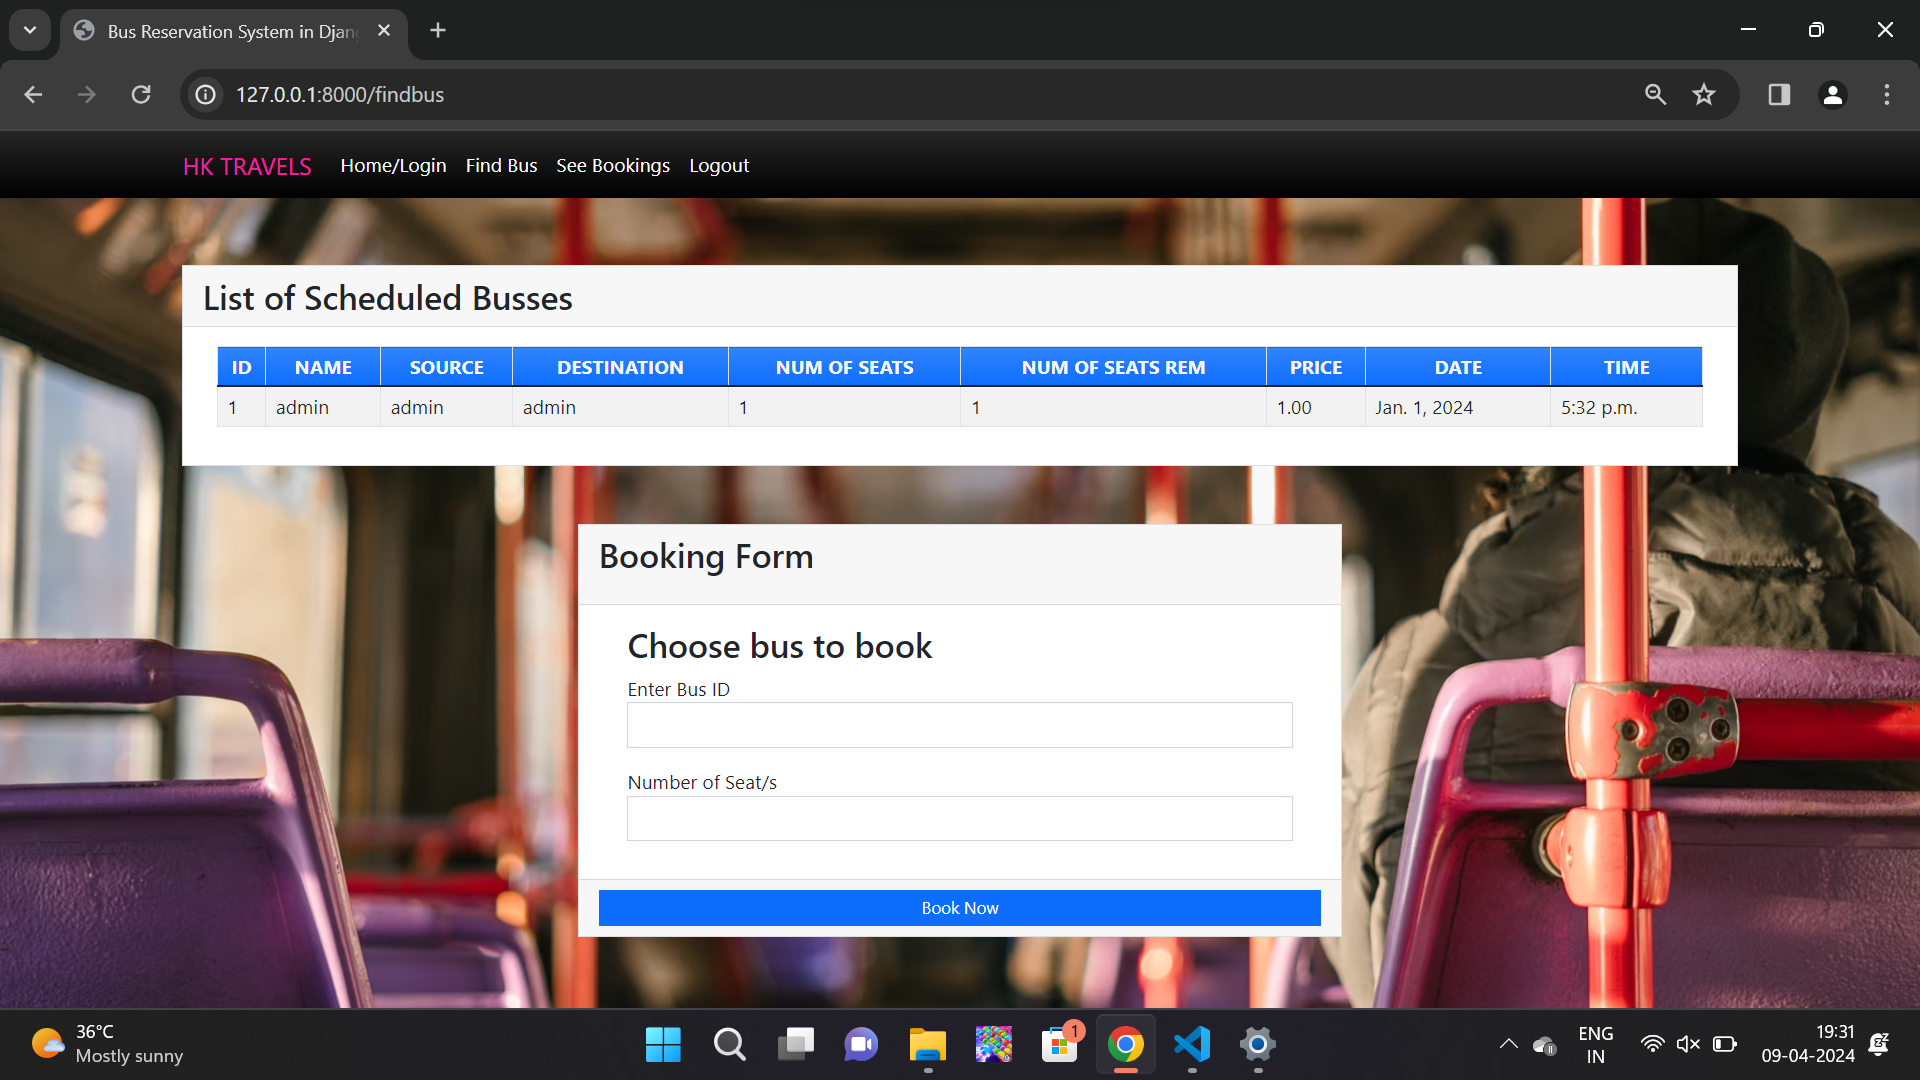 Bus Reservation System in Djan
127.0.0.1:8000/findbus
HK TRAVELS Home/Login Find Bus See Bookings Logout
List of Scheduled Busses
ID NAME SOURCE DESTINATION NUM OF SEATS NUM OF SEATS REM PRICE DATE TIME
1 admin admin admin 1 1 1.00 Jan. 1, 2024 5:32 p.m.
Booking Form
Choose bus to book
Enter Bus ID
Number of Seat/s
Book Now
36°C
Mostly sunny
1
ENG
IN
19:31
09-04-2024